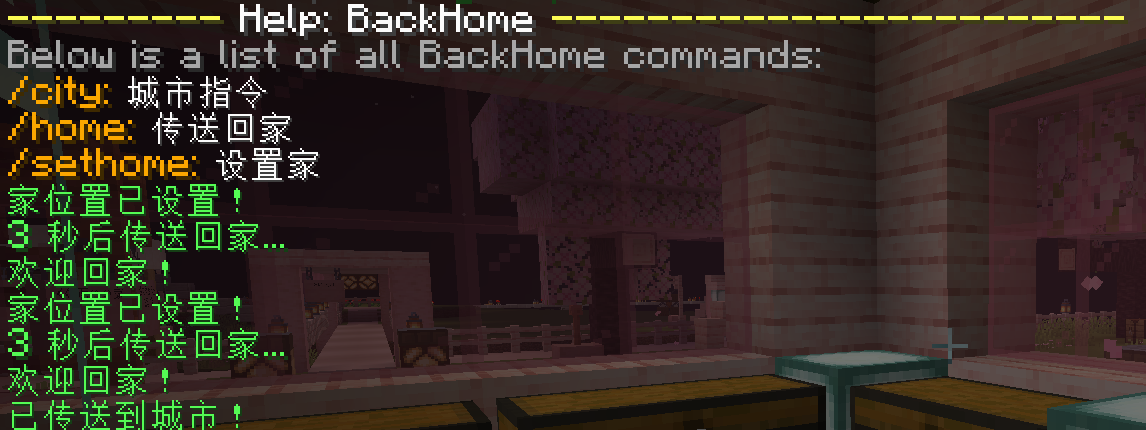 --------- Help: BackHome ---------------------------
Below is a list of all BackHome commands:
/city: 城市指令
/home: 传送回家
/sethome: 设置家
家位置已设置！
3 秒后传送回家...
欢迎回家！
家位置已设置！
3 秒后传送回家...
欢迎回家！
已传送到城市！